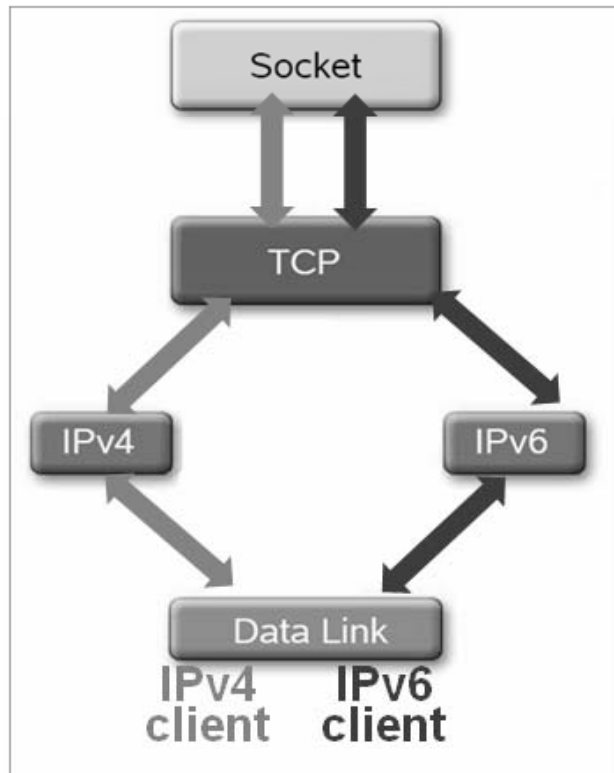 Socket
TCP
IPv4
IPv6
Data Link
IPv4 client
IPv6 client